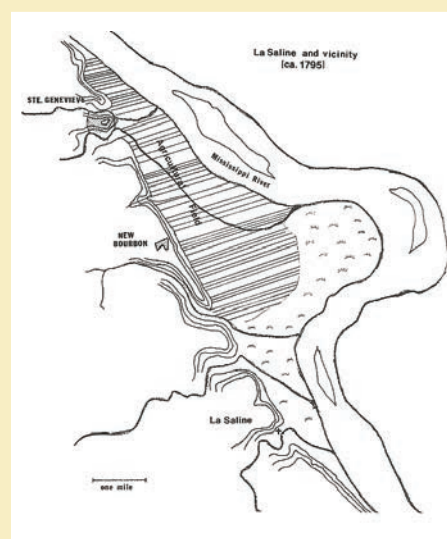 La Saline and vicinity
(ca. 1795)
STE. GENEVIEVE
Mississippi River
Agricultural Field
NEW
BOURBON
La Saline
one mile